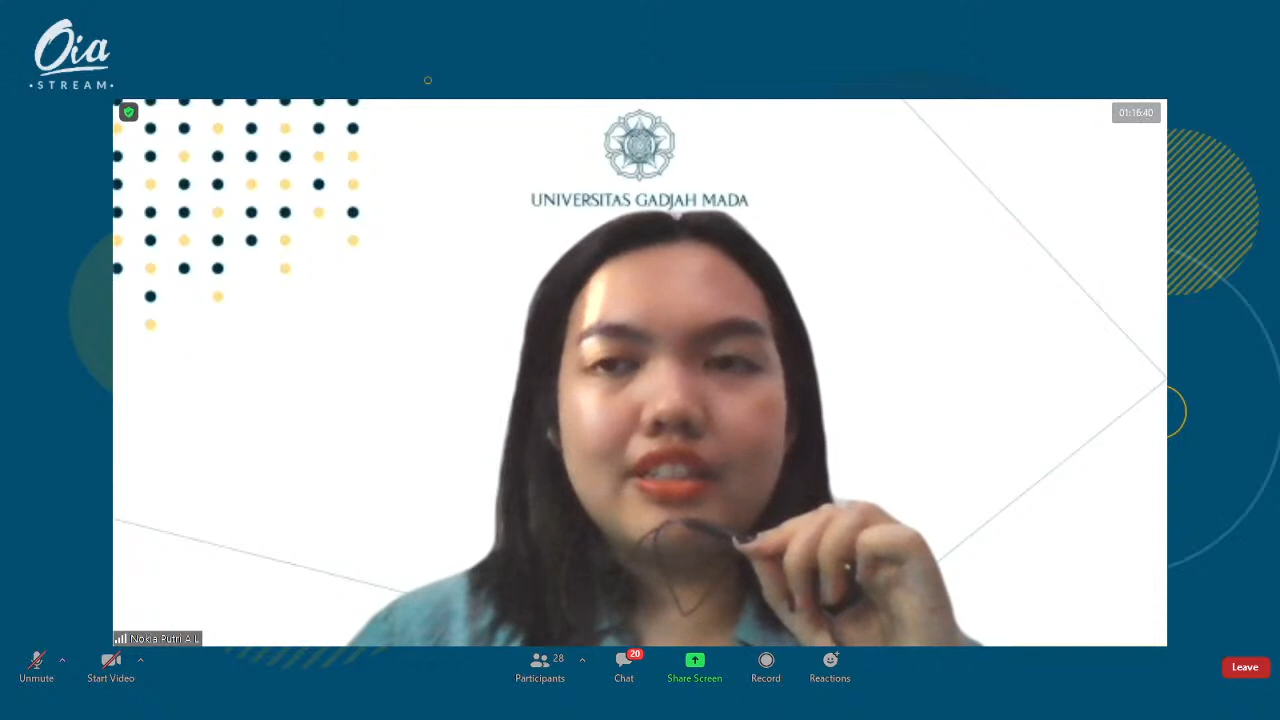 Oia
• STREAM •
01:16:40
UNIVERSITAS GADJAH MADA
Nokia Putri A L
Unmute
Start Video
28
Participants
20
Chat
Share Screen
Record
Reactions
Leave